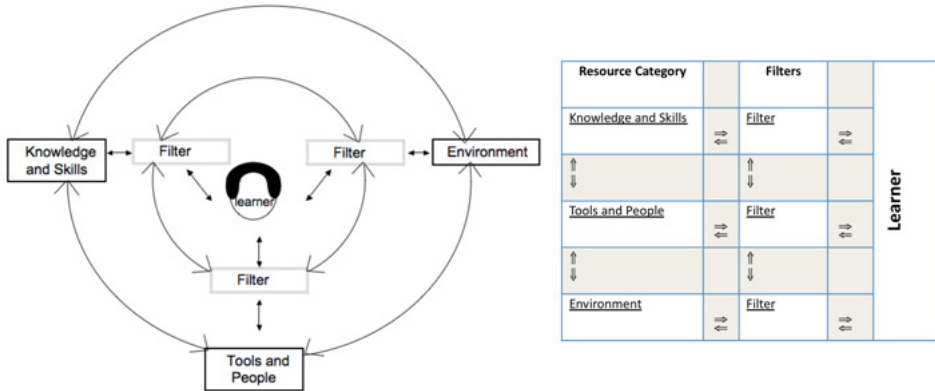 Knowledge
and Skills
Filter
Filter
Environment
learner
Filter
Tools and
People
Resource Category
Filters
Knowledge and Skills
⇒
⇐
Filter
⇒
⇐
⇑
⇓
⇑
⇓
Tools and People
⇒
⇐
Filter
⇒
⇐
⇑
⇓
⇑
⇓
Environment
⇒
⇐
Filter
⇒
⇐
Learner